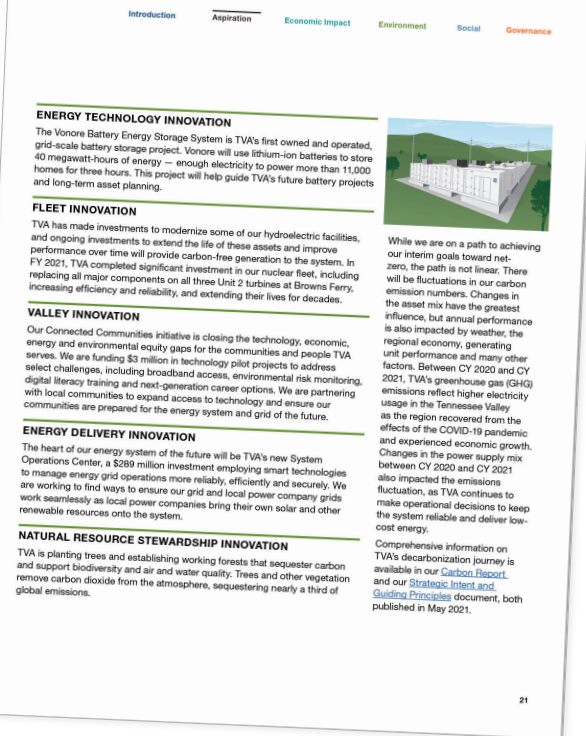 Introduction
Aspiration
Economic Impact
Environment
Social
Governance
ENERGY TECHNOLOGY INNOVATION
The Vonore Battery Energy Storage System is TVA's first owned and operated,
grid-scale battery storage project. Vonore will use lithium-ion batteries to store
40 megawatt-hours of energy — enough electricity to power more than 11,000
homes for three hours. This project will help guide TVA's future battery projects
and long-term asset planning.
FLEET INNOVATION
TVA has made investments to modernize some of our hydroelectric facilities,
and ongoing investments to extend the life of these assets and improve
performance over time will provide carbon-free generation to the system. In
FY 2021, TVA completed significant investment in our nuclear fleet, including
replacing all major components on all three Unit 2 turbines at Browns Ferry,
increasing efficiency and reliability, and extending their lives for decades.
VALLEY INNOVATION
Our Connected Communities initiative is closing the technology, economic,
energy and environmental equity gaps for the communities and people TVA
serves. We are funding $3 million in technology pilot projects to address
select challenges, including broadband access, environmental risk monitoring,
digital literacy training and next-generation career options. We are partnering
with local communities to expand access to technology and ensure our
communities are prepared for the energy system and grid of the future.
ENERGY DELIVERY INNOVATION
The heart of our energy system of the future will be TVA's new System
Operations Center, a $289 million investment employing smart technologies
to manage energy grid operations more reliably, efficiently and securely. We
are working to find ways to ensure our grid and local power company grids
work seamlessly as local power companies bring their own solar and other
renewable resources onto the system.
NATURAL RESOURCE STEWARDSHIP INNOVATION
TVA is planting trees and establishing working forests that sequester carbon
and support biodiversity and air and water quality. Trees and other vegetation
remove carbon dioxide from the atmosphere, sequestering nearly a third of
global emissions.
While we are on a path to achieving
our interim goals toward net-
zero, the path is not linear. There
will be fluctuations in our carbon
emission numbers. Changes in
the asset mix have the greatest
influence, but annual performance
is also impacted by weather, the
regional economy, generating
unit performance and many other
factors. Between CY 2020 and CY
2021, TVA's greenhouse gas (GHG)
emissions reflect higher electricity
usage in the Tennessee Valley
as the region recovered from the
effects of the COVID-19 pandemic
and experienced economic growth.
Changes in the power supply mix
between CY 2020 and CY 2021
also impacted the emissions
fluctuation, as TVA continues to
make operational decisions to keep
the system reliable and deliver low-
cost energy.
Comprehensive information on
TVA's decarbonization journey is
available in our Carbon Report
and our Strategic Intent and
Guiding Principles document, both
published in May 2021.
21